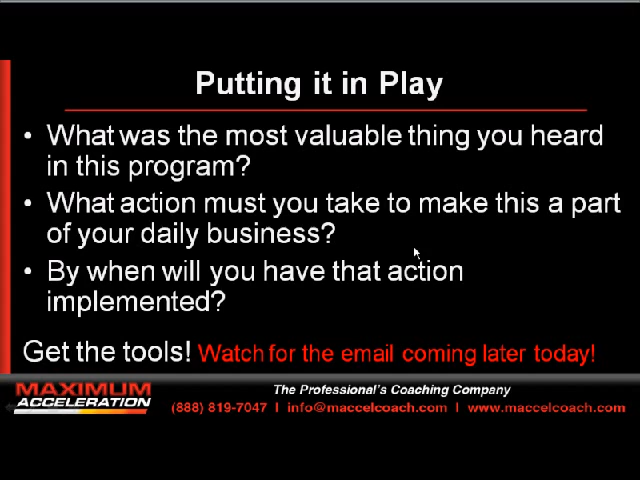 Putting it in Play
• What was the most valuable thing you heard
in this program?
• What action must you take to make this a part
of your daily business?
• By when will you have that action
implemented?
Get the tools! Watch for the email coming later today!
MAXIMUM
ACCELERATION
The Professional's Coaching Company
(888) 819-7047 | info@maccelcoach.com | www.maccelcoach.com